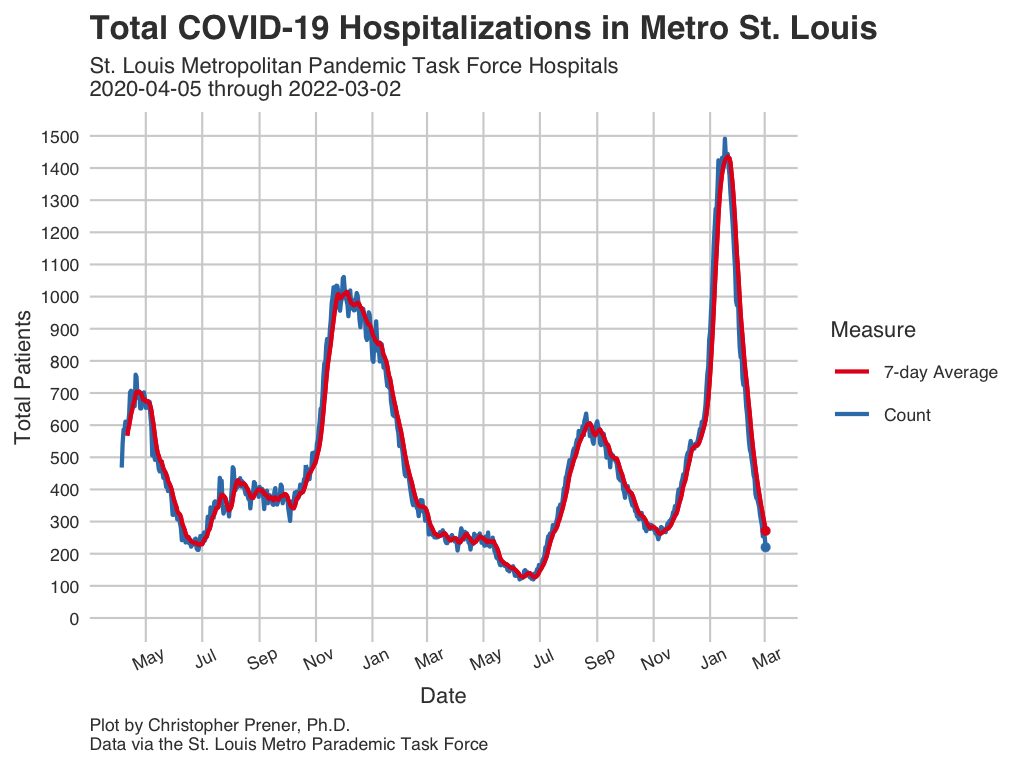 Total COVID-19 Hospitalizations in Metro St. Louis
St. Louis Metropolitan Pandemic Task Force Hospitals
2020-04-05 through 2022-03-02
Total Patients
1500
1400
1300
1200
1100
1000
900
800
700
600
500
400
300
200
100
0
May Jul Sep Nov Jan Mar May Jul Sep Nov Jan Mar
Date
Measure
7-day Average
Count
Plot by Christopher Prener, Ph.D.
Data via the St. Louis Metro Parademic Task Force